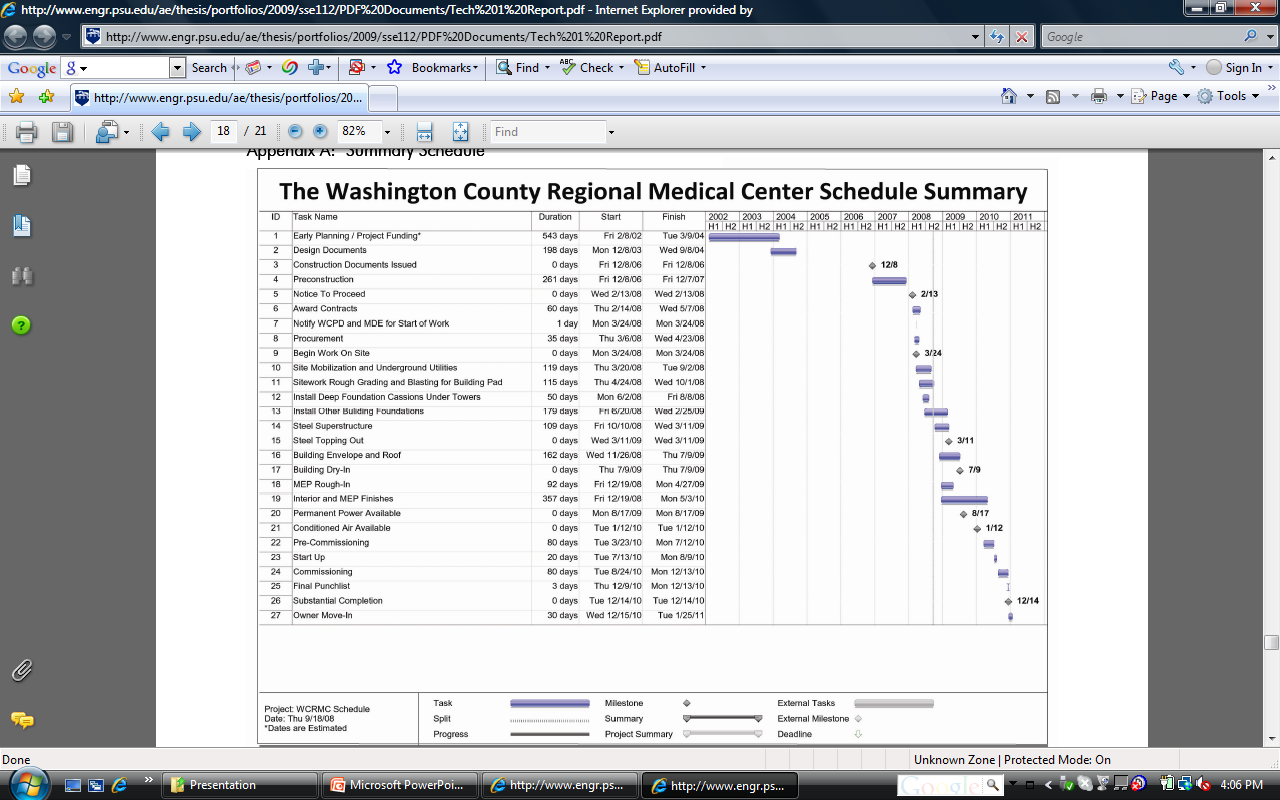 http://www.engr.psu.edu/ae/thesis/portfolios/2009/sse112/PDF%20Documents/Tech%201%20Report.pdf - Internet Explorer provided by
http://www.engr.psu.edu/ae/thesis/portfolios/2009/sse112/PDF%20Documents/Tech%201%20Report.pdf Google
Google Search Bookmarks Find Check AutoFill Sign In
http://www.engr.psu.edu/ae/thesis/portfolios/20... Page Tools
18 / 21 82% Find
Appendix A: Summary Schedule
The Washington County Regional Medical Center Schedule Summary
ID Task Name Duration Start Finish 2002 2003 2004 2005 2006 2007 2008 2009 2010 2011
H1 H2 H1 H2 H1 H2 H1 H2 H1 H2 H1 H2 H1 H2 H1 H2 H1 H2 H1 H2
1 Early Planning / Project Funding* 543 days Fri 2/8/02 Tue 3/9/04
2 Design Documents 198 days Mon 12/8/03 Wed 9/8/04
3 Construction Documents Issued 0 days Fri 12/8/06 Fri 12/8/06 12/8
4 Preconstruction 261 days Fri 12/8/06 Fri 12/7/07
5 Notice To Proceed 0 days Wed 2/13/08 Wed 2/13/08 2/13
6 Award Contracts 60 days Thu 2/14/08 Wed 5/7/08
7 Notify WCPD and MDE for Start of Work 1 day Mon 3/24/08 Mon 3/24/08
8 Procurement 35 days Thu 3/6/08 Wed 4/23/08
9 Begin Work On Site 0 days Mon 3/24/08 Mon 3/24/08 3/24
10 Site Mobilization and Underground Utilities 119 days Thu 3/20/08 Tue 9/2/08
11 Sitework Rough Grading and Blasting for Building Pad 115 days Thu 4/24/08 Wed 10/1/08
12 Install Deep Foundation Cassions Under Towers 50 days Mon 6/2/08 Fri 8/8/08
13 Install Other Building Foundations 179 days Fri 6/20/08 Wed 2/25/09
14 Steel Superstructure 109 days Fri 10/10/08 Wed 3/11/09
15 Steel Topping Out 0 days Wed 3/11/09 Wed 3/11/09 3/11
16 Building Envelope and Roof 162 days Wed 11/26/08 Thu 7/9/09
17 Building Dry-In 0 days Thu 7/9/09 Thu 7/9/09 7/9
18 MEP Rough-In 92 days Fri 12/19/08 Mon 4/27/09
19 Interior and MEP Finishes 357 days Fri 12/19/08 Mon 5/3/10
20 Permanent Power Available 0 days Mon 8/17/09 Mon 8/17/09 8/17
21 Conditioned Air Available 0 days Tue 1/12/10 Tue 1/12/10 1/12
22 Pre-Commissioning 80 days Tue 3/23/10 Mon 7/12/10
23 Start Up 20 days Tue 7/13/10 Mon 8/9/10
24 Commissioning 80 days Tue 8/24/10 Mon 12/13/10
25 Final Punchlist 3 days Thu 12/9/10 Mon 12/13/10
26 Substantial Completion 0 days Tue 12/14/10 Tue 12/14/10 12/14
27 Owner Move-In 30 days Wed 12/15/10 Tue 1/25/11
Project: WCRMC Schedule
Date: Thu 9/18/08
*Dates are Estimated
Task Milestone External Tasks
Split Summary External Milestone
Progress Project Summary Deadline
Done Unknown Zone | Protected Mode: On
Presentation Microsoft PowerPoi... http://www.engr.ps... http://www.engr.ps... Google 4:06 PM